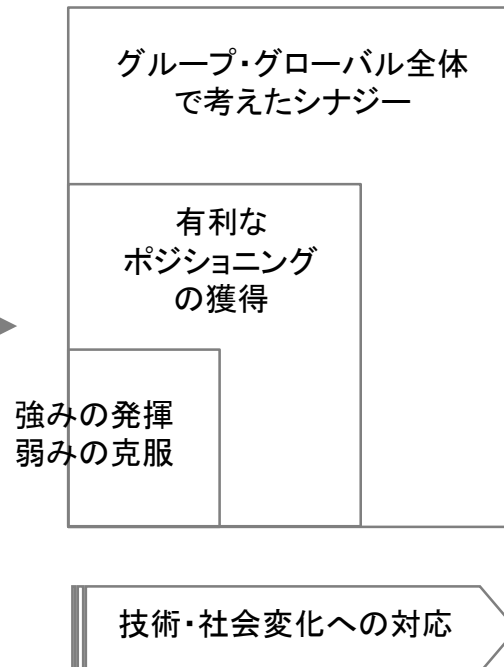 グループ・グローバル全体
で考えたシナジー
有利な
ポジショニング
の獲得
強みの発揮
弱みの克服
技術・社会変化への対応